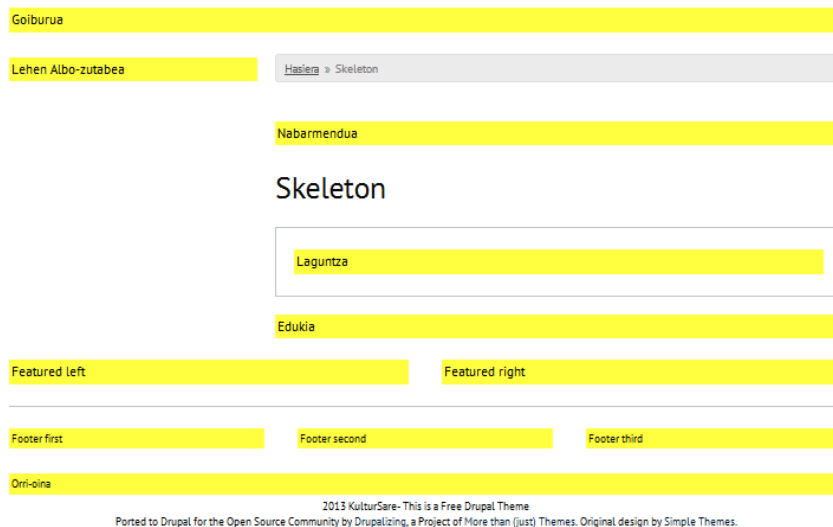 Goiburua
Lehen Albo-zutabea
Hasiera » Skeleton
Nabarmendua
Skeleton
Laguntza
Edukia
Featured left
Featured right
Footer first
Footer second
Footer third
Orri-oina
2013 KulturSare- This is a Free Drupal Theme
Ported to Drupal for the Open Source Community by Drupalizing, a Project of More than (just) Themes. Original design by Simple Themes.